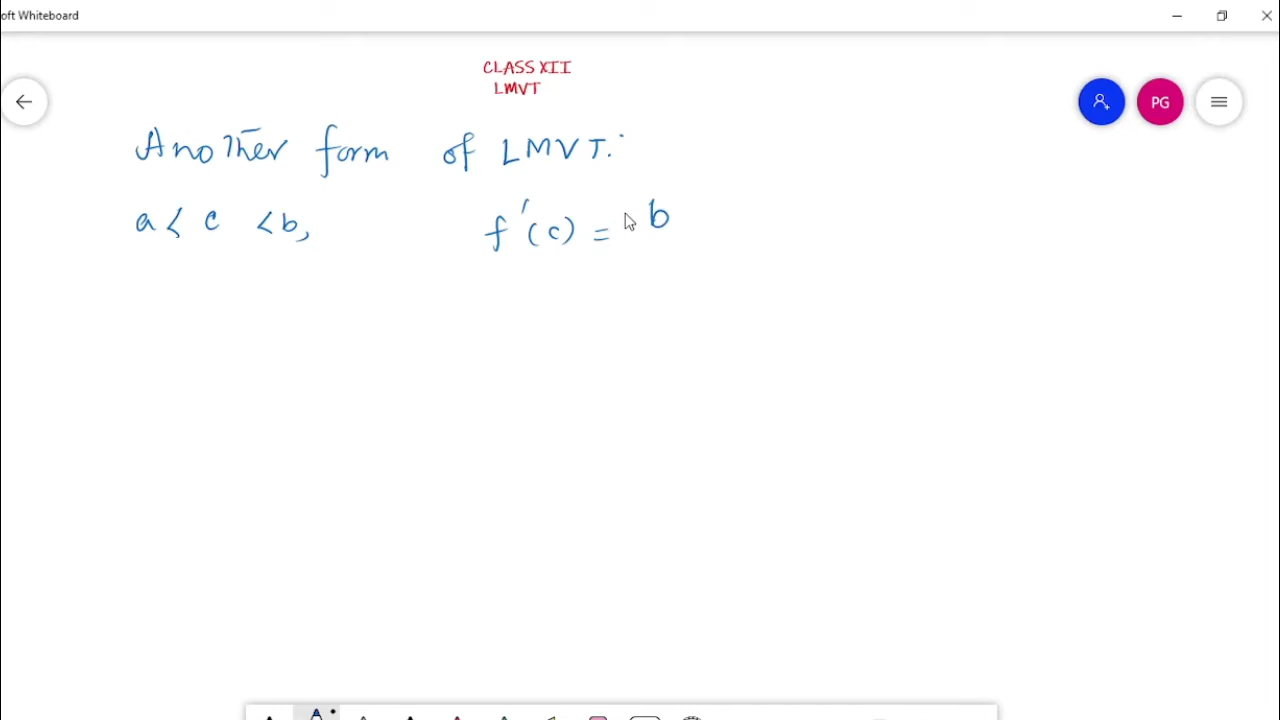 oft Whiteboard
CLASS XII
LMVT
PG
Another form of LMVT:
a < c < b, f'(c) = b